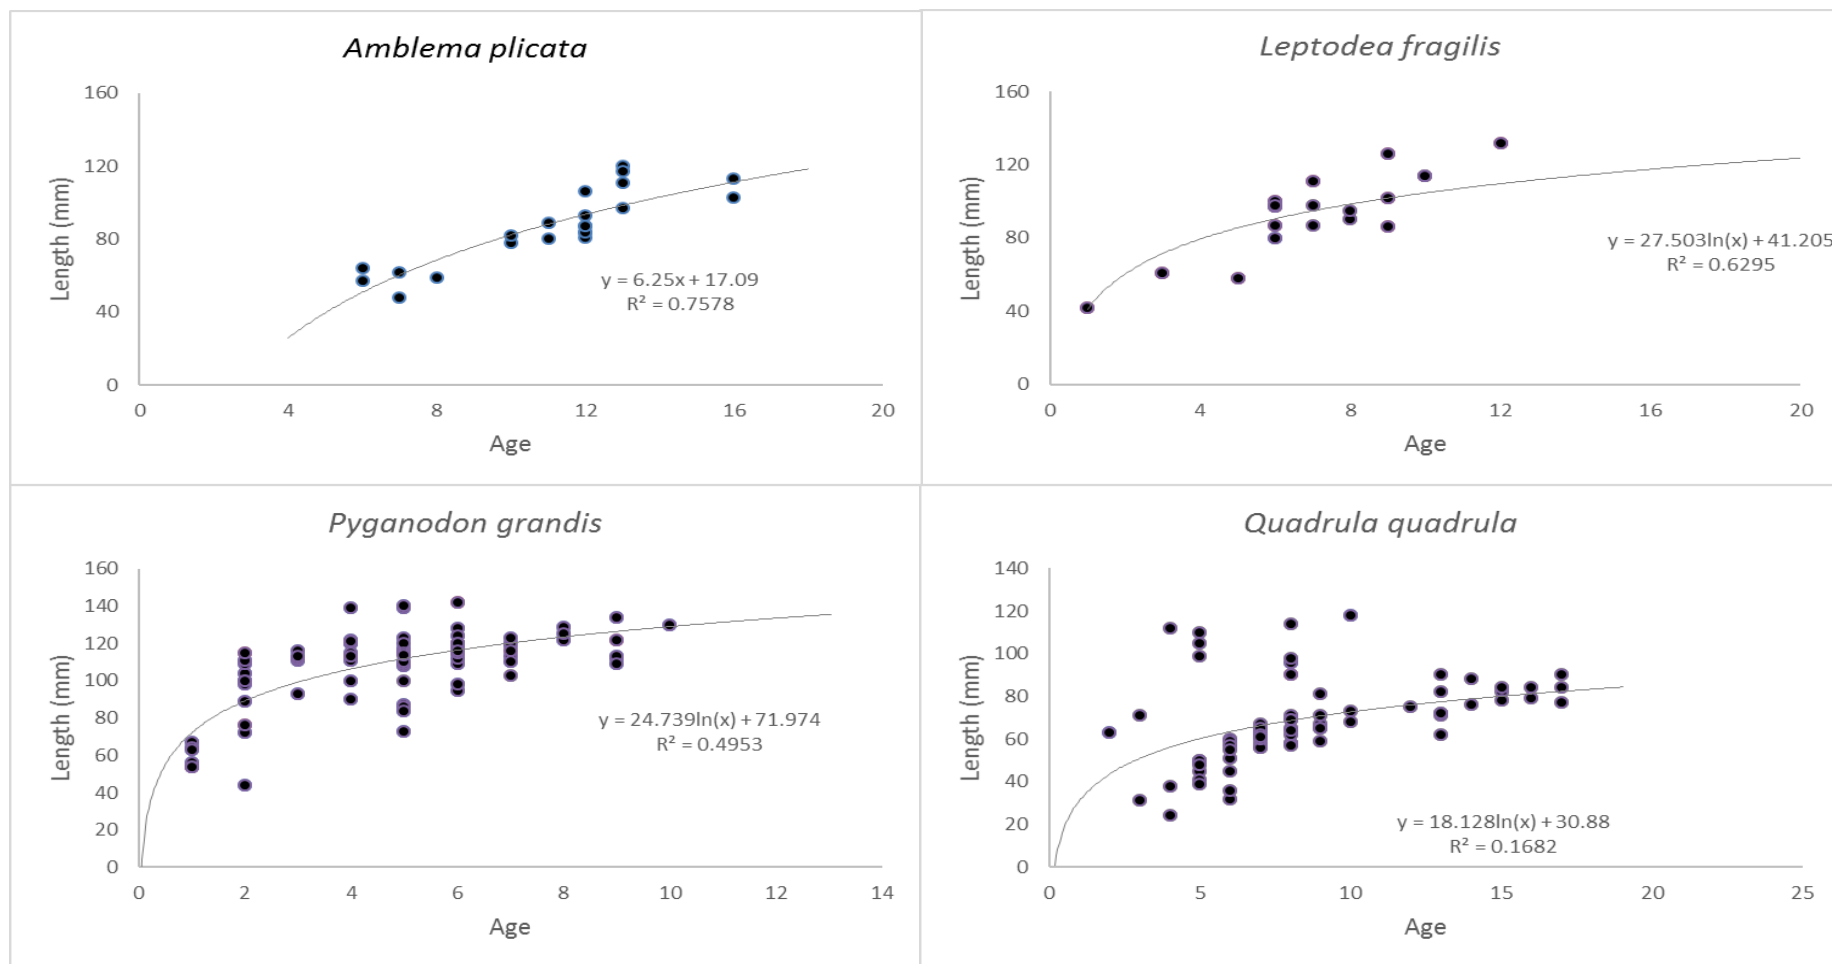 Amblema plicata
160
120
80
40
0
Length (mm)
y = 6.25x + 17.09
R² = 0.7578
0 4 8 12 16 20
Age
Leptodea fragilis
160
120
80
40
0
Length (mm)
y = 27.503ln(x) + 41.205
R² = 0.6295
0 4 8 12 16 20
Age
Pyganodon grandis
160
140
120
100
80
60
40
20
0
Length (mm)
y = 24.739ln(x) + 71.974
R² = 0.4953
0 2 4 6 8 10 12 14
Age
Quadrula quadrula
140
120
100
80
60
40
20
0
Length (mm)
y = 18.128ln(x) + 30.88
R² = 0.1682
0 5 10 15 20 25
Age